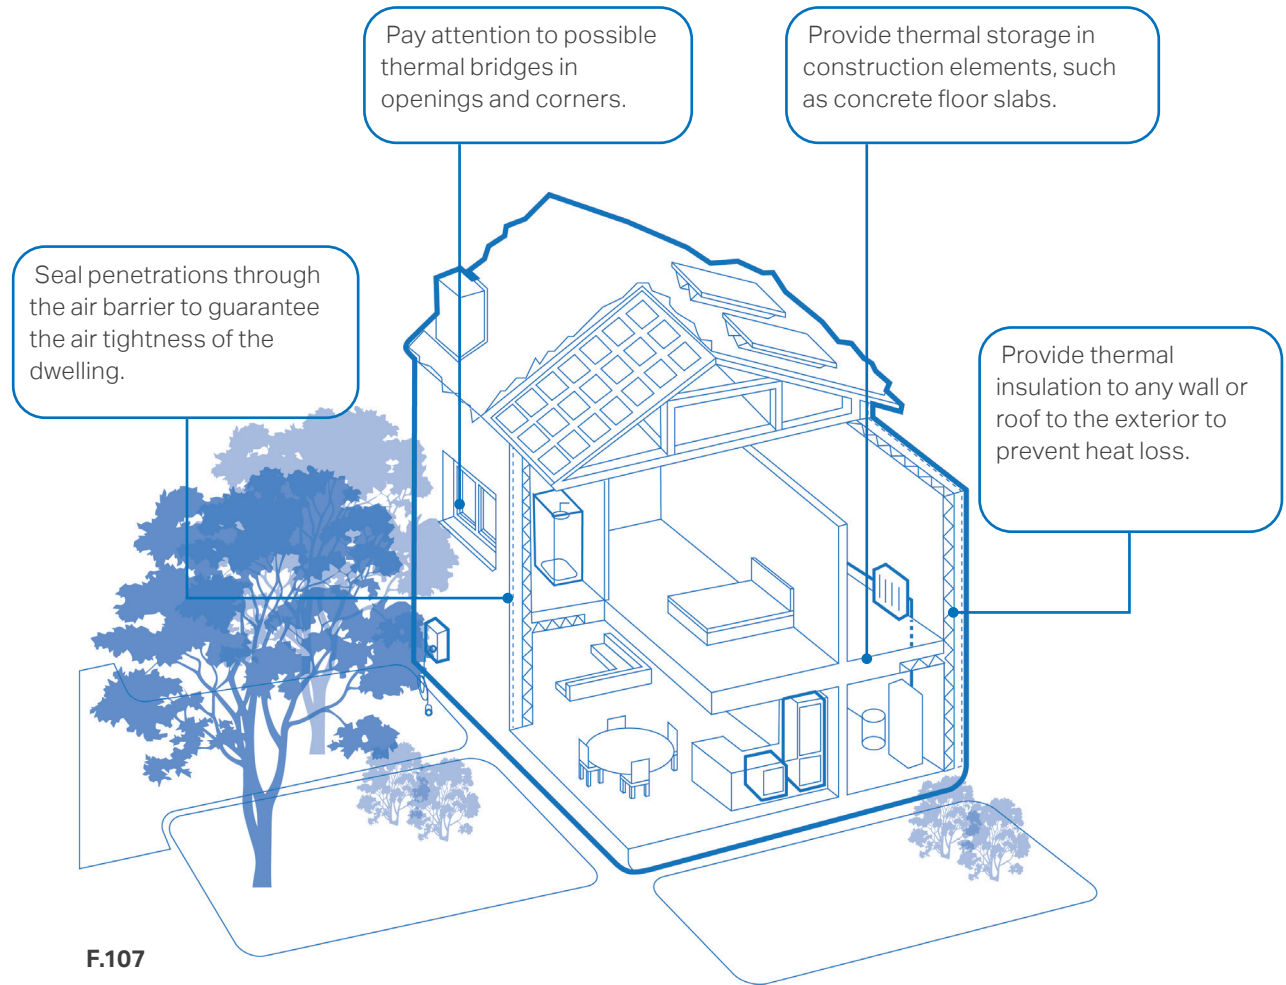 Pay attention to possible
thermal bridges in
openings and corners.
Provide thermal storage in
construction elements, such
as concrete floor slabs.
Seal penetrations through
the air barrier to guarantee
the air tightness of the
dwelling.
Provide thermal
insulation to any wall or
roof to the exterior to
prevent heat loss.
F.107